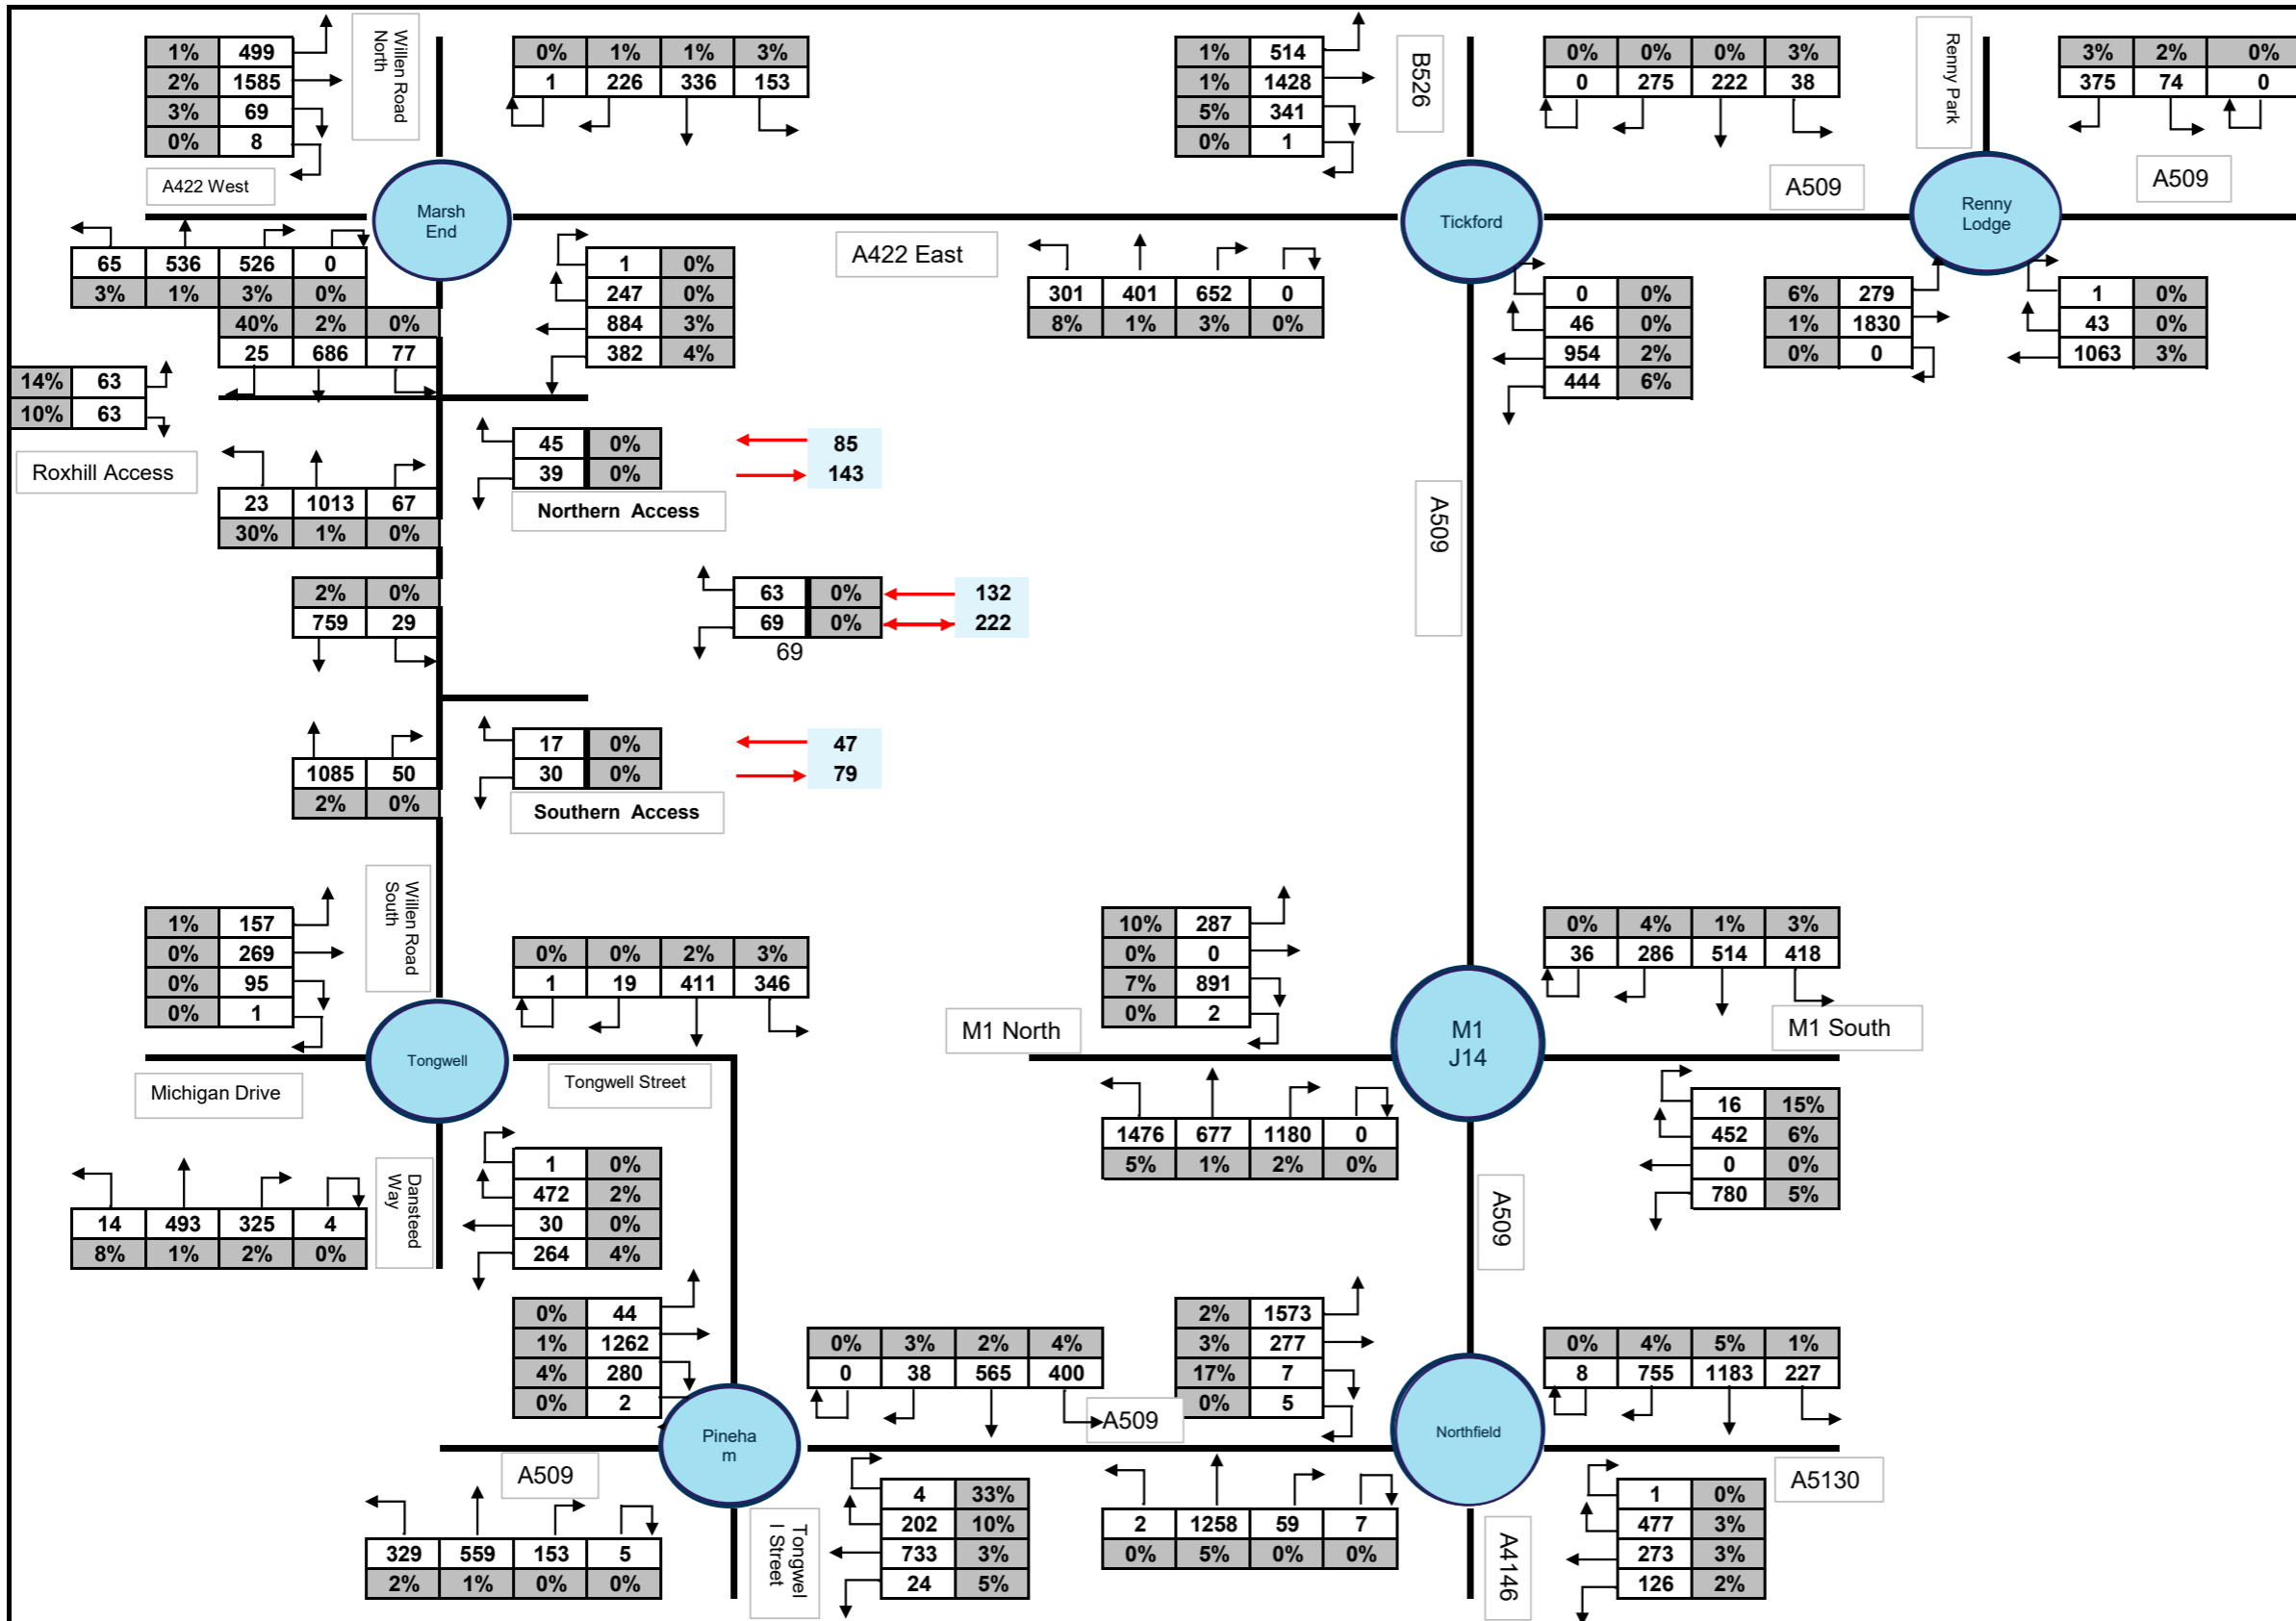 Willen Road
North
1% 499
2% 1585
3% 69
0% 8
A422 West
0% 1% 1% 3%
1 226 336 153
1% 514
1% 1428
5% 341
0% 1
B526
0% 0% 0% 3%
0 275 222 38
Renny Park
3% 2% 0%
375 74 0
A509
A509
Marsh
End
Tickford
Renny
Lodge
A422 East
65 536 526 0
3% 1% 3% 0%
1 0%
247 0%
884 3%
382 4%
301 401 652 0
8% 1% 3% 0%
0 0%
46 0%
954 2%
444 6%
6% 279
1% 1830
0% 0
1 0%
43 0%
1063 3%
40% 2% 0%
25 686 77
14% 63
10% 63
Roxhill Access
45 0%
39 0%
85
143
Northern Access
23 1013 67
30% 1% 0%
A509
2% 0%
759 29
63 0%
69 0%
69
132
222
17 0%
30 0%
47
79
Southern Access
1085 50
2% 0%
Willen Road
South
1% 157
0% 269
0% 95
0% 1
0% 0% 2% 3%
1 19 411 346
10% 287
0% 0
7% 891
0% 2
0% 4% 1% 3%
36 286 514 418
M1 North
M1
J14
M1 South
Michigan Drive
Tongwell
Tongwell Street
14 493 325 4
8% 1% 2% 0%
Dansteed
Way
1 0%
472 2%
30 0%
264 4%
1476 677 1180 0
5% 1% 2% 0%
16 15%
452 6%
0 0%
780 5%
A509
0% 44
1% 1262
4% 280
0% 2
0% 3% 2% 4%
0 38 565 400
2% 1573
3% 277
17% 7
0% 5
0% 4% 5% 1%
8 755 1183 227
A509
Pineha
m
Northfield
A509
A5130
329 559 153 5
2% 1% 0% 0%
Tongwel
l Street
4 33%
202 10%
733 3%
24 5%
2 1258 59 7
0% 5% 0% 0%
A4146
1 0%
477 3%
273 3%
126 2%